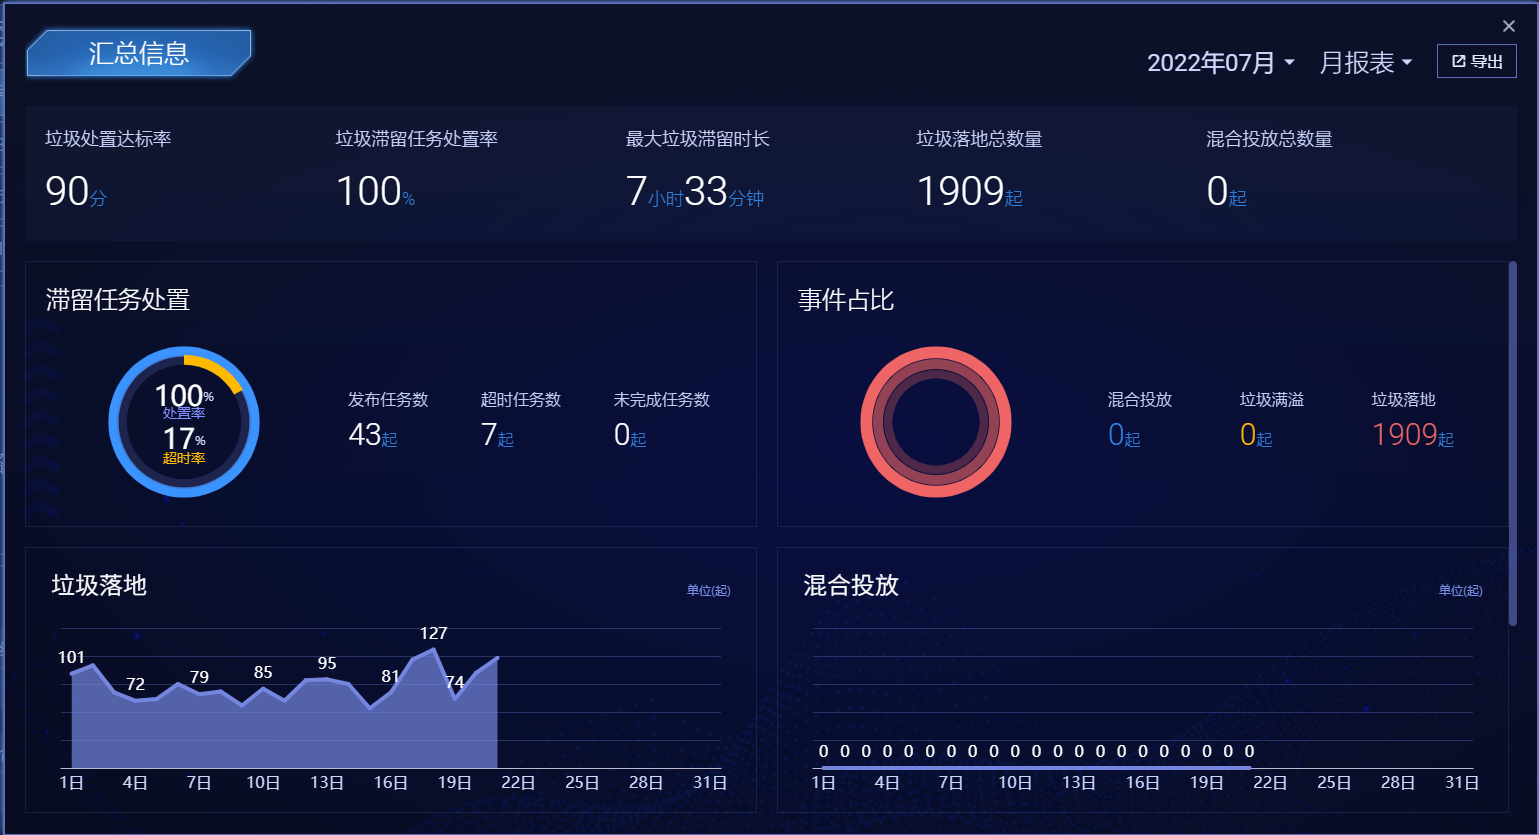 汇总信息
2022年07月 月报表 导出
垃圾处置达标率 垃圾滞留任务处置率 最大垃圾滞留时长 垃圾落地总数量 混合投放总数量
90分 100% 7小时33分钟 1909起 0起
滞留任务处置
100%
处置率
17%
超时率
发布任务数 超时任务数 未完成任务数
43起 7起 0起
事件占比
混合投放 垃圾满溢 垃圾落地
0起 0起 1909起
垃圾落地 单位(起)
101 72 79 85 95 81 127 74
1日 4日 7日 10日 13日 16日 19日 22日 25日 28日 31日
混合投放 单位(起)
0 0 0 0 0 0 0 0 0 0 0 0 0 0 0 0 0 0 0 0 0
1日 4日 7日 10日 13日 16日 19日 22日 25日 28日 31日